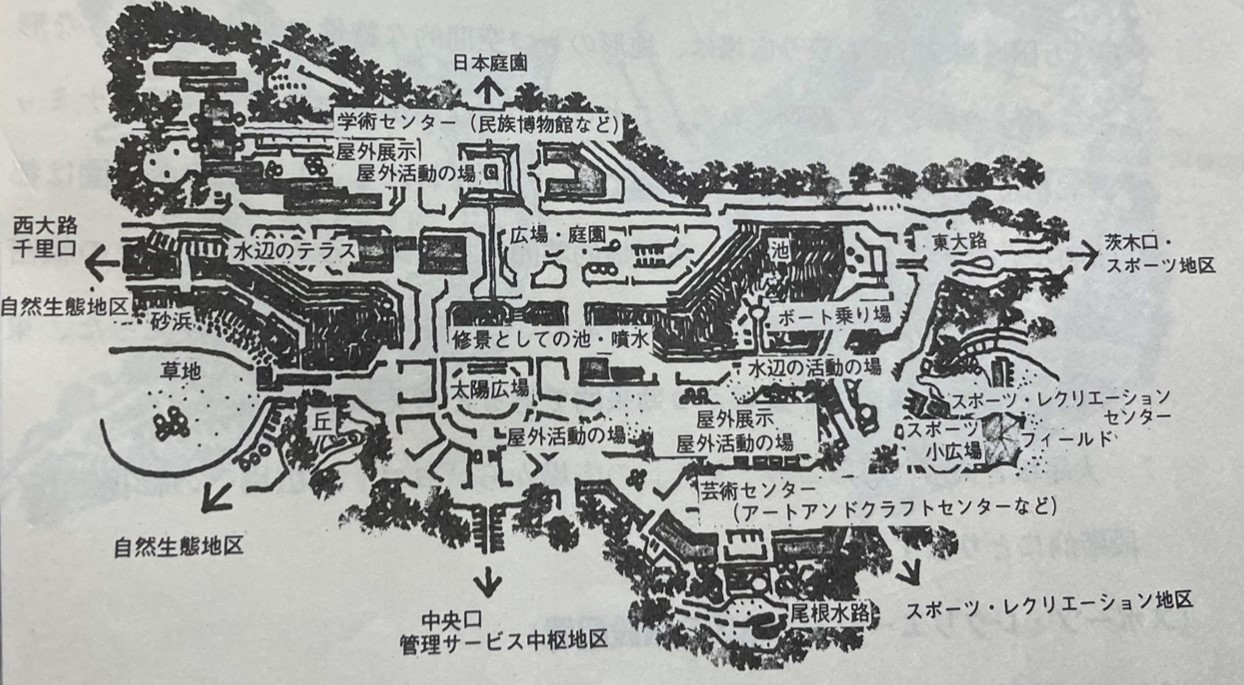 日本庭園
学術センター（民族博物館など）
屋外展示
屋外活動の場
西大路
千里口
水辺のテラス
広場・庭園
池
東大路
茨木口・
スポーツ地区
自然生態地区
砂浜
ボート乗り場
修景としての池・噴水
草地
水辺の活動の場
太陽広場
丘
屋外活動の場
屋外展示
屋外活動の場
スポーツ・レクリエーション
センター
スポーツ
小広場
フィールド
芸術センター
（アートアンドクラフトセンターなど）
自然生態地区
中央口
管理サービス中枢地区
尾根水路
スポーツ・レクリエーション地区